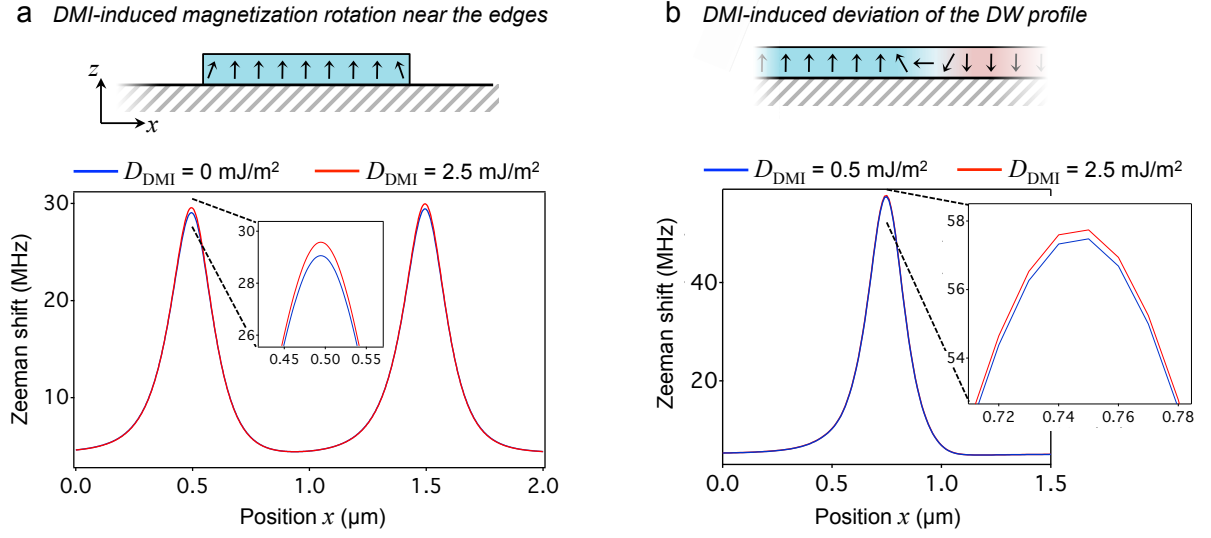 a DMI-induced magnetization rotation near the edges
z
x
D_DMI = 0 mJ/m² D_DMI = 2.5 mJ/m²
Zeeman shift (MHz)
30
20
10
30
28
26
0.45 0.50 0.55
0.0 0.5 1.0 1.5 2.0
Position x (µm)
b DMI-induced deviation of the DW profile
D_DMI = 0.5 mJ/m² D_DMI = 2.5 mJ/m²
Zeeman shift (MHz)
40
20
58
56
54
0.72 0.74 0.76 0.78
0.0 0.5 1.0 1.5
Position x (µm)